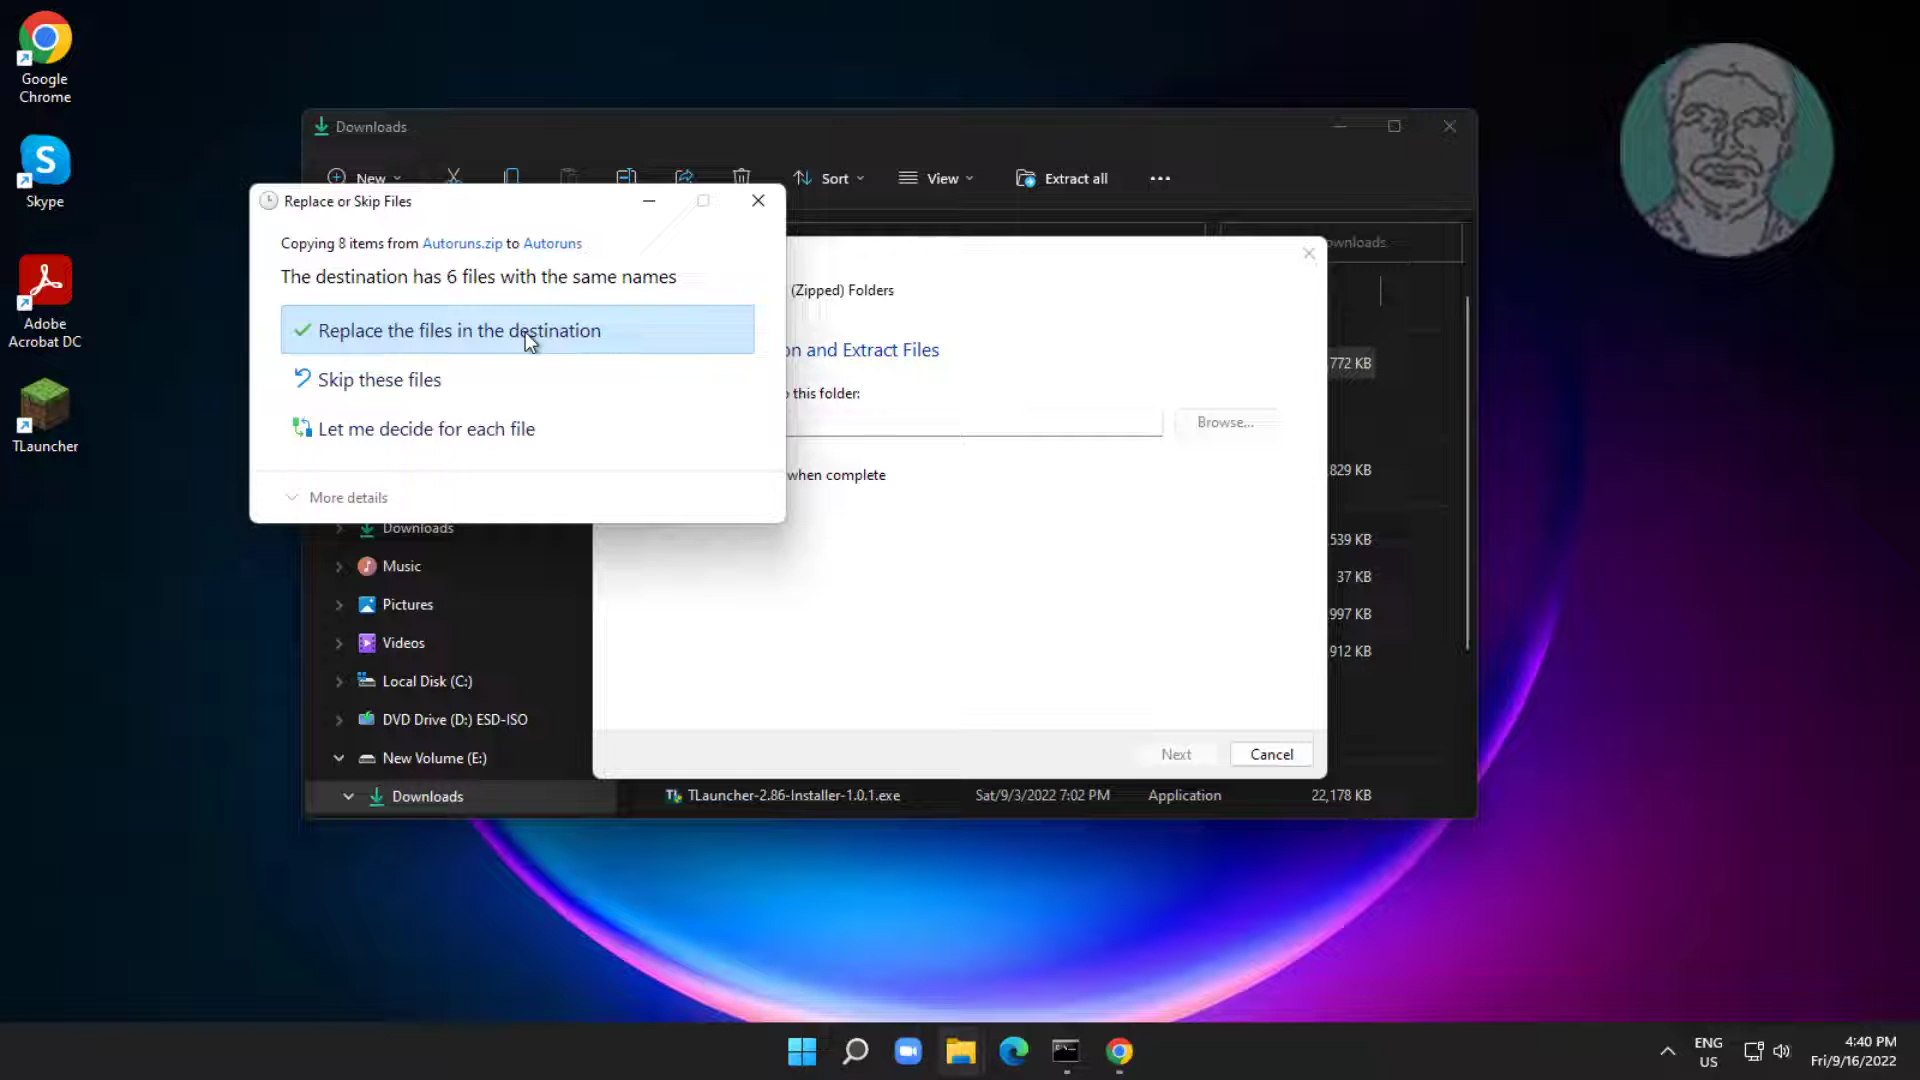 Google
Chrome
Skype
Adobe
Acrobat DC
TLauncher
Downloads
New
Sort
View
Extract all
Replace or Skip Files
Copying 8 items from Autoruns.zip to Autoruns
The destination has 6 files with the same names
Replace the files in the destination
Skip these files
Let me decide for each file
More details
(Zipped) Folders
and Extract Files
this folder:
Browse...
when complete
772 KB
829 KB
539 KB
37 KB
997 KB
912 KB
Downloads
Music
Pictures
Videos
Local Disk (C:)
DVD Drive (D:) ESD-ISO
New Volume (E:)
Downloads
Next
Cancel
TLauncher-2.86-Installer-1.0.1.exe Sat/9/3/2022 7:02 PM Application 22,178 KB
ENG
US
4:40 PM
Fri/9/16/2022